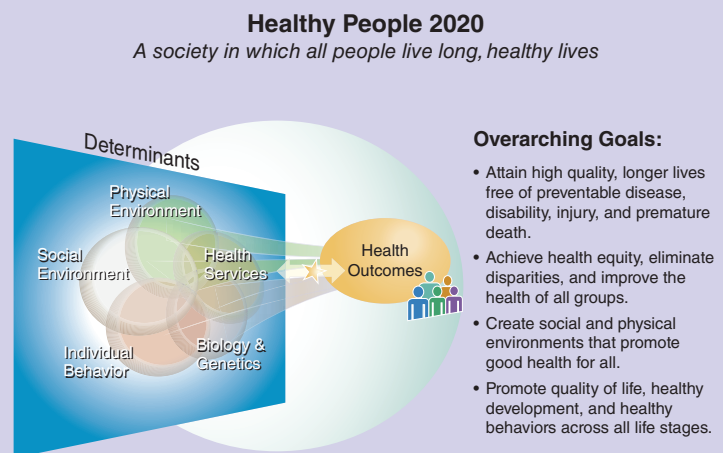 Healthy People 2020
A society in which all people live long, healthy lives
Determinants
Physical
Environment
Social
Environment
Health
Services
Individual
Behavior
Biology &
Genetics
Health
Outcomes
Overarching Goals:
• Attain high quality, longer lives
free of preventable disease,
disability, injury, and premature
death.
• Achieve health equity, eliminate
disparities, and improve the
health of all groups.
• Create social and physical
environments that promote
good health for all.
• Promote quality of life, healthy
development, and healthy
behaviors across all life stages.